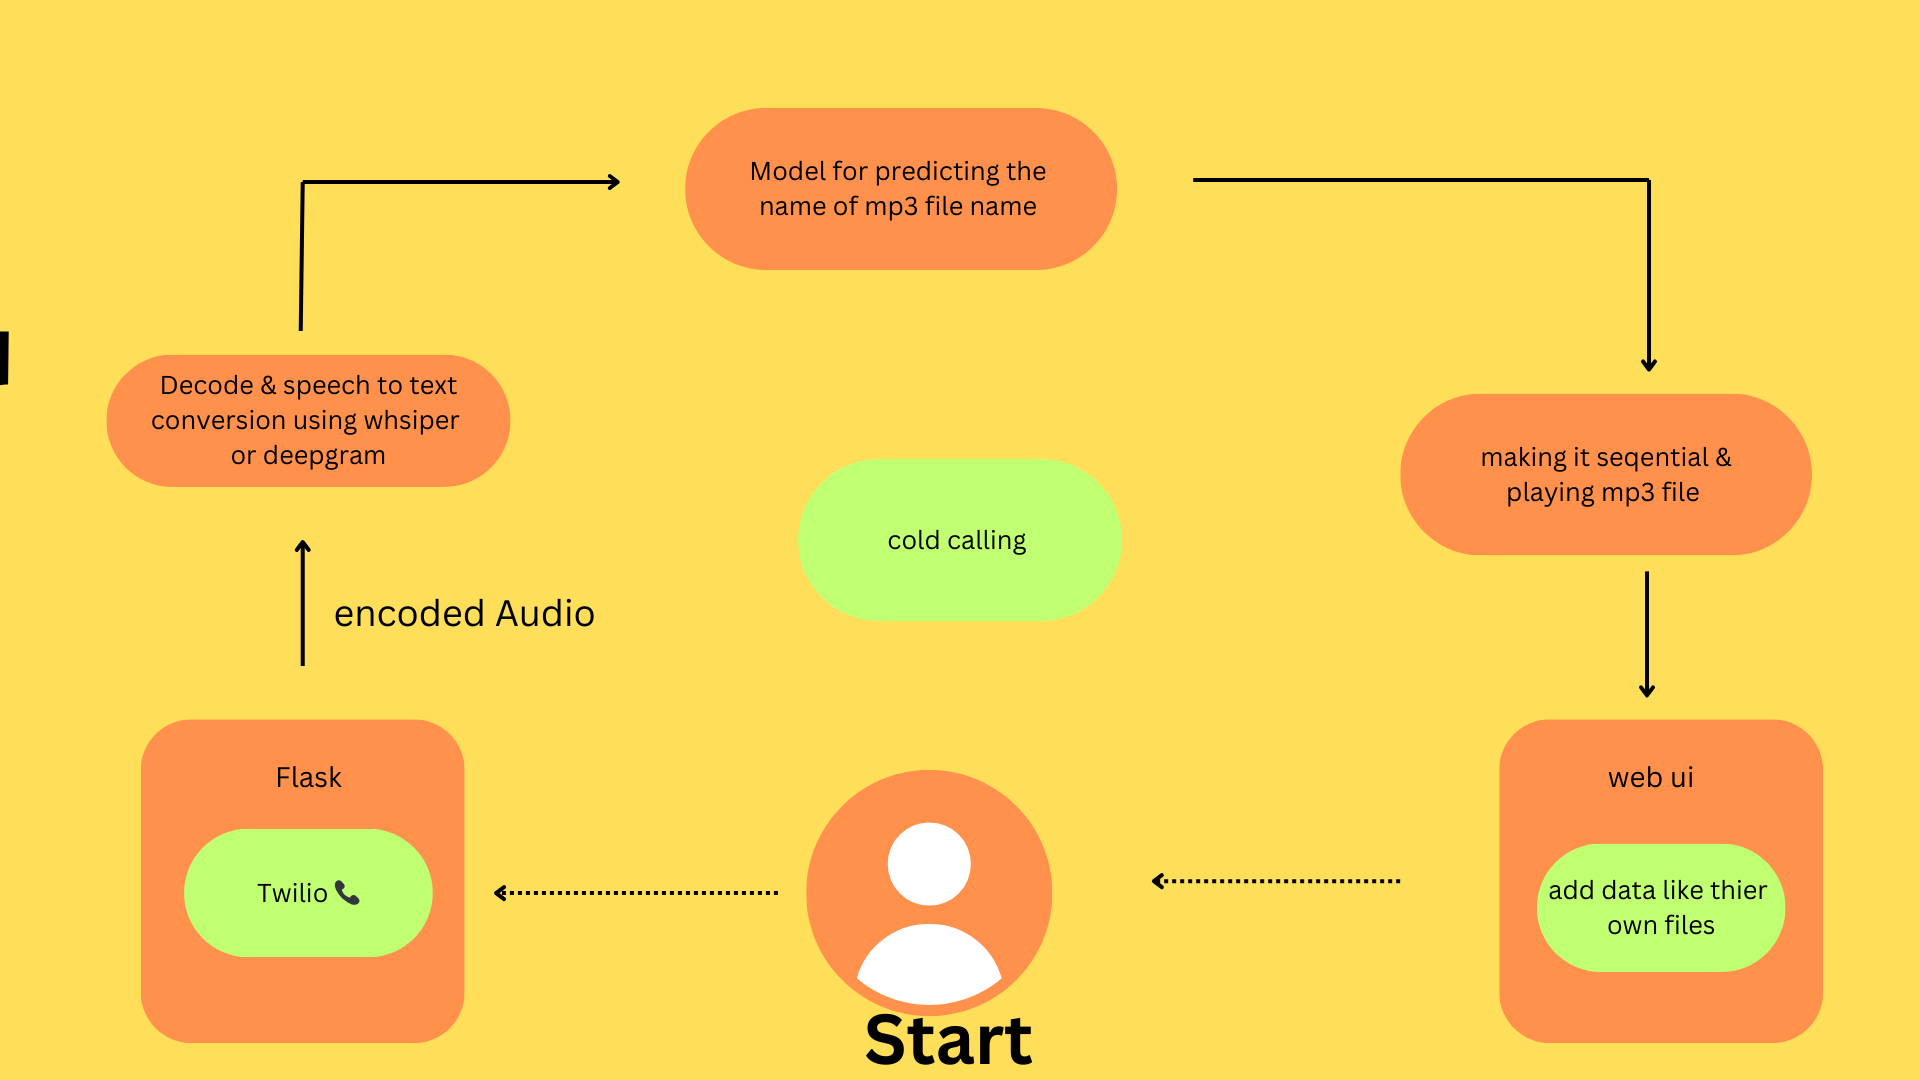 Model for predicting the
name of mp3 file name
Decode & speech to text
conversion using whsiper
or deepgram
making it seqential &
playing mp3 file
cold calling
encoded Audio
Flask
Twilio 📞
web ui
add data like thier
own files
Start